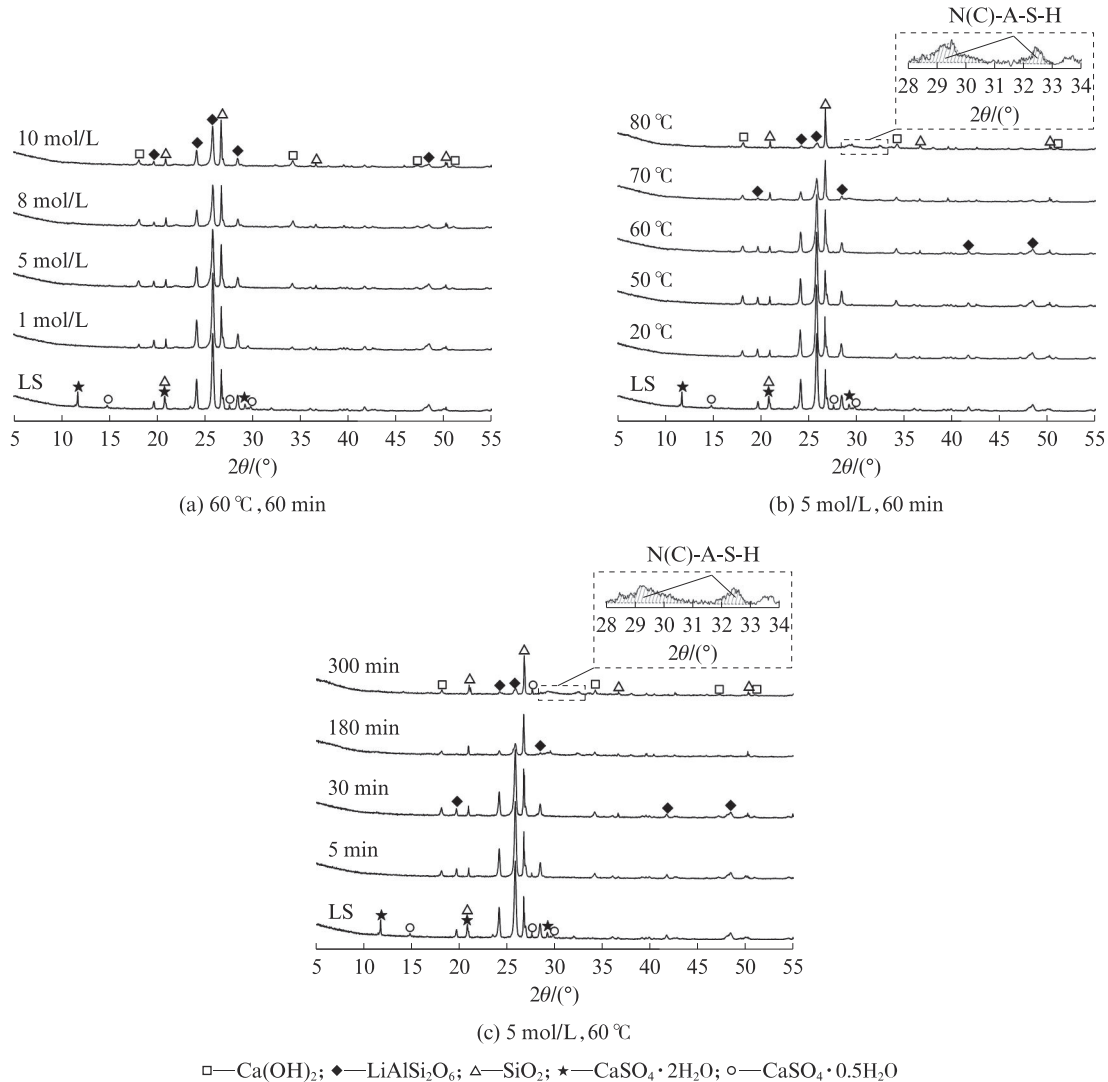 N(C)-A-S-H
28 29 30 31 32 33 34
2θ/(°)
10 mol/L
8 mol/L
5 mol/L
1 mol/L
LS
5 10 15 20 25 30 35 40 45 50 55
2θ/(°)
(a) 60 ℃, 60 min
80 ℃
70 ℃
60 ℃
50 ℃
20 ℃
LS
5 10 15 20 25 30 35 40 45 50 55
2θ/(°)
(b) 5 mol/L, 60 min
N(C)-A-S-H
28 29 30 31 32 33 34
2θ/(°)
300 min
180 min
30 min
5 min
LS
5 10 15 20 25 30 35 40 45 50 55
2θ/(°)
(c) 5 mol/L, 60 ℃
□—Ca(OH)₂; ◆—LiAlSi₂O₆; △—SiO₂; ★—CaSO₄·2H₂O; ○—CaSO₄·0.5H₂O